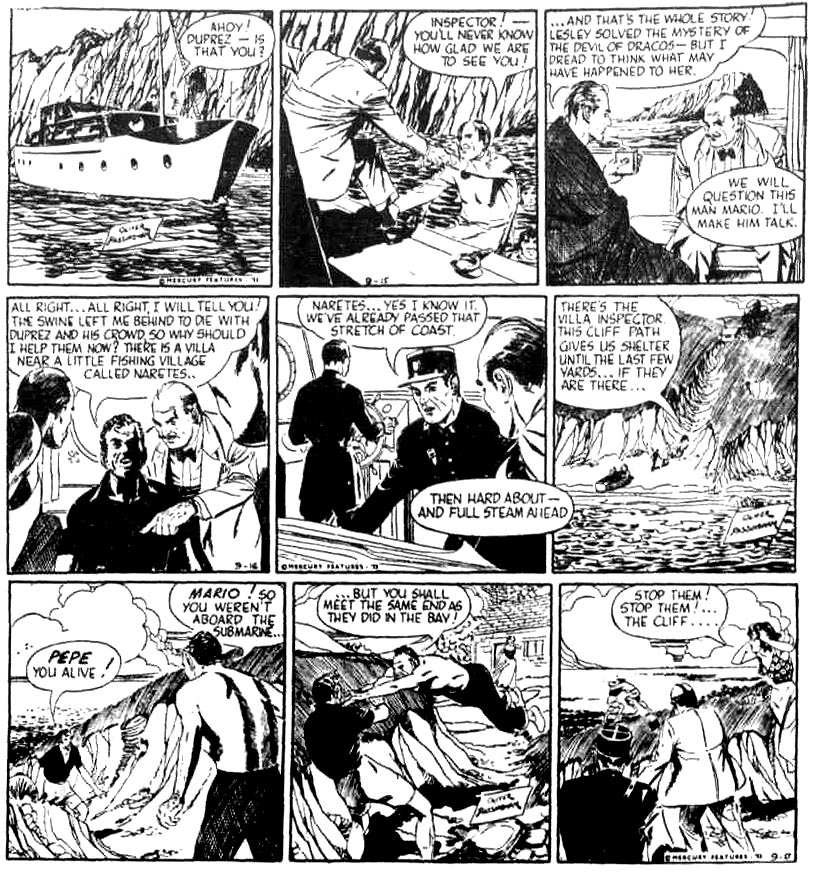 AHOY!
DUPREZ — IS
THAT YOU?
OLIVER
PASSINGHAM
© MERCURY FEATURES - 71
INSPECTOR! —
YOU'LL NEVER KNOW
HOW GLAD WE ARE
TO SEE YOU!
9-15
...AND THAT'S THE WHOLE STORY!
LESLEY SOLVED THE MYSTERY OF
THE DEVIL OF DRACOS — BUT I
DREAD TO THINK WHAT MAY
HAVE HAPPENED TO HER.
WE WILL
QUESTION THIS
MAN MARIO. I'LL
MAKE HIM TALK.
ALL RIGHT... ALL RIGHT, I WILL TELL YOU!
THE SWINE LEFT ME BEHIND TO DIE WITH
DUPREZ AND HIS CROWD, SO WHY SHOULD
I HELP THEM NOW? THERE IS A VILLA
NEAR A LITTLE FISHING VILLAGE
CALLED NARETES..
9-16
NARETES... YES I KNOW IT.
WE'VE ALREADY PASSED THAT
STRETCH OF COAST.
THEN HARD ABOUT —
AND FULL STEAM AHEAD
© MERCURY FEATURES - 71
THERE'S THE
VILLA INSPECTOR.
THIS CLIFF PATH
GIVES US SHELTER
UNTIL THE LAST FEW
YARDS... IF THEY
ARE THERE...
OLIVER
PASSINGHAM
PEPE
YOU ALIVE!
MARIO! SO
YOU WEREN'T
ABOARD THE
SUBMARINE...
...BUT YOU SHALL
MEET THE SAME END AS
THEY DID IN THE BAY!
OLIVER
PASSINGHAM
STOP THEM!
STOP THEM!...
THE CLIFF....
© MERCURY FEATURES - 71
9-17